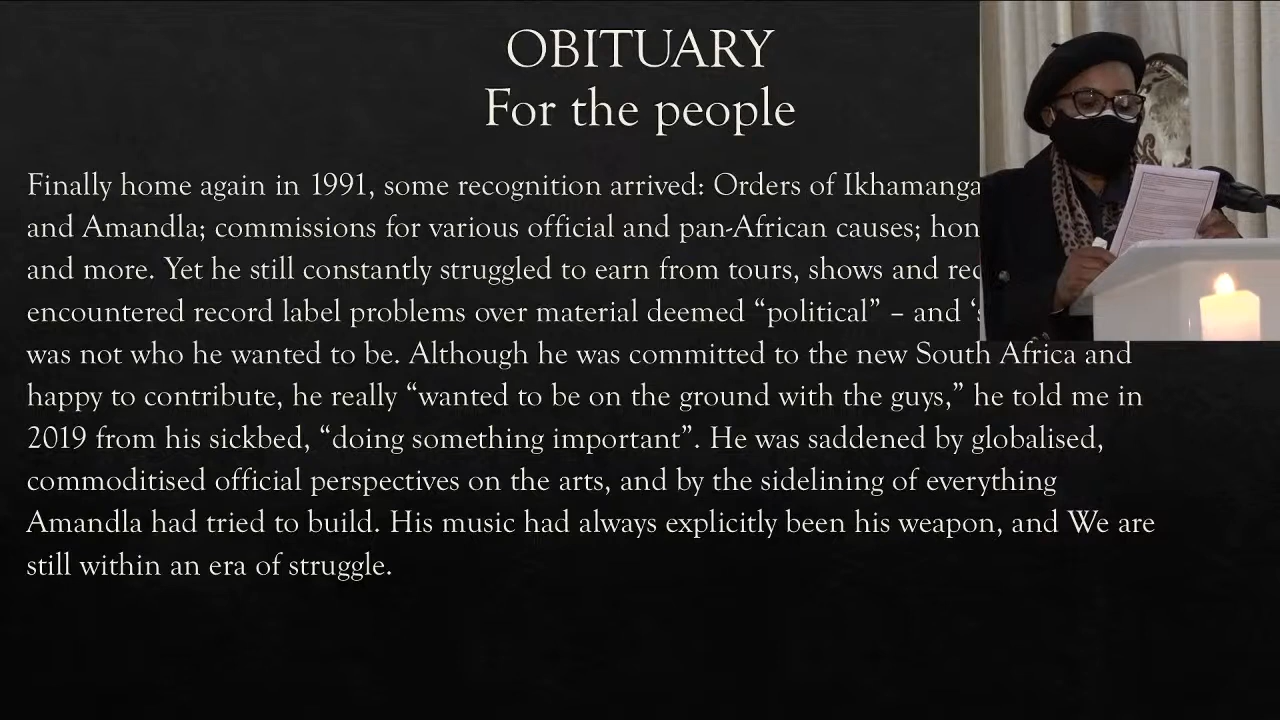 OBITUARY
For the people
Finally home again in 1991, some recognition arrived: Orders of Ikhamanga
and Amandla; commissions for various official and pan-African causes;
and more. Yet he still constantly struggled to earn from tours, shows and
encountered record label problems over material deemed “political” – and
was not who he wanted to be. Although he was committed to the new South Africa and
happy to contribute, he really “wanted to be on the ground with the guys,” he told me in
2019 from his sickbed, “doing something important”. He was saddened by globalised,
commoditised official perspectives on the arts, and by the sidelining of everything
Amandla had tried to build. His music had always explicitly been his weapon, and We are
still within an era of struggle.